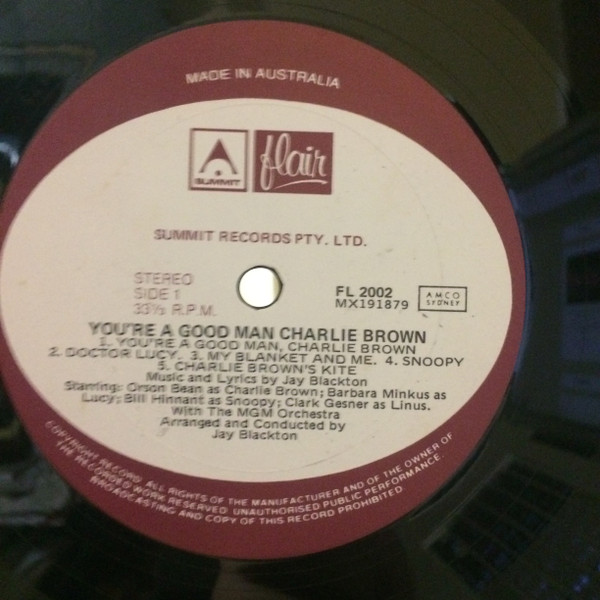 MADE IN AUSTRALIA
SUMMIT
flair
SUMMIT RECORDS PTY. LTD.
STEREO
SIDE 1
33⅓ R.P.M.
FL 2002
MX191879
AMCO
SYDNEY
YOU'RE A GOOD MAN CHARLIE BROWN
1. YOU'RE A GOOD MAN, CHARLIE BROWN
2. DOCTOR LUCY. 3. MY BLANKET AND ME. 4. SNOOPY
5. CHARLIE BROWN'S KITE
Music and Lyrics by Jay Blackton
Starring: Orson Bean as Charlie Brown; Barbara Minkus as
Lucy; Bill Hinnant as Snoopy; Clark Gesner as Linus.
With The MGM Orchestra
Arranged and Conducted by
Jay Blackton
COPYRIGHT RECORD. ALL RIGHTS OF THE MANUFACTURER AND OF THE OWNER OF
THE RECORDED WORK RESERVED. UNAUTHORISED PUBLIC PERFORMANCE.
BROADCASTING AND COPY OF THIS RECORD PROHIBITED